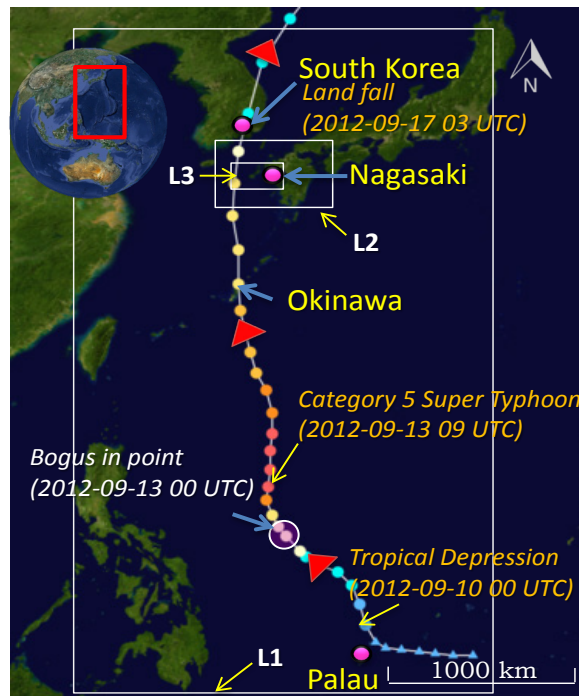 South Korea
Land fall
(2012-09-17 03 UTC)
N
L3
Nagasaki
L2
Okinawa
Category 5 Super Typhoon
(2012-09-13 09 UTC)
Bogus in point
(2012-09-13 00 UTC)
Tropical Depression
(2012-09-10 00 UTC)
L1
Palau
1000 km